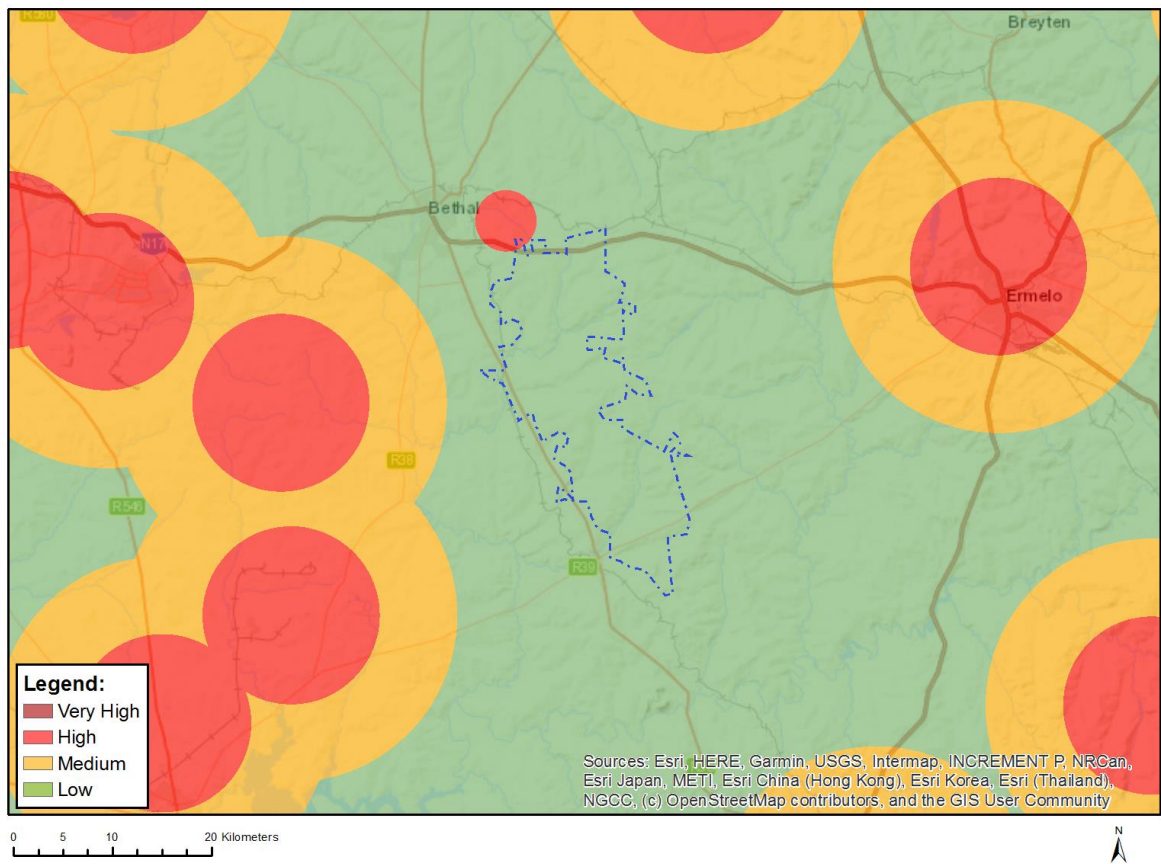 R580
Breyten
Bethal
N17
Ermelo
R38
R546
R39
Legend:
Very High
High
Medium
Low
Sources: Esri, HERE, Garmin, USGS, Intermap, INCREMENT P, NRCan,
Esri Japan, METI, Esri China (Hong Kong), Esri Korea, Esri (Thailand),
NGCC, (c) OpenStreetMap contributors, and the GIS User Community
0 5 10 20 Kilometers
N